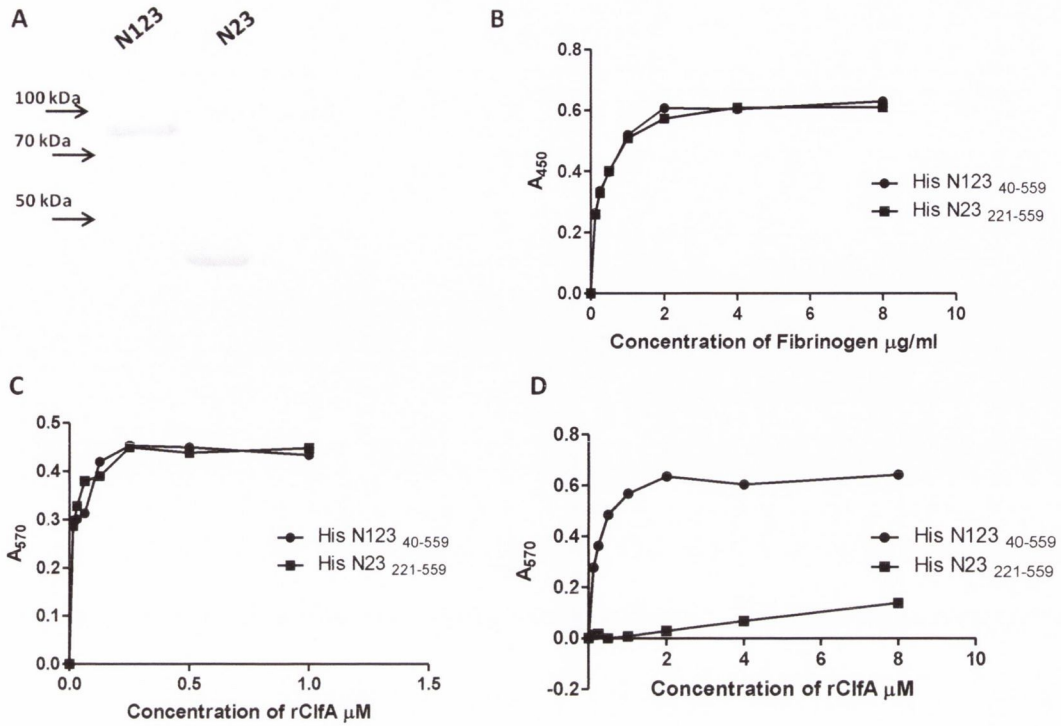 A
N123
N23
100 kDa
70 kDa
50 kDa
B
0.8
0.6
0.4
0.2
0.0
A450
0
2
4
6
8
10
Concentration of Fibrinogen μg/ml
His N123 40-559
His N23 221-559
C
0.5
0.4
0.3
0.2
0.1
0.0
A570
0.0
0.5
1.0
1.5
Concentration of rClfA μM
His N123 40-559
His N23 221-559
D
0.8
0.6
0.4
0.2
0.0
-0.2
A570
2
4
6
8
10
Concentration of rClfA μM
His N123 40-559
His N23 221-559